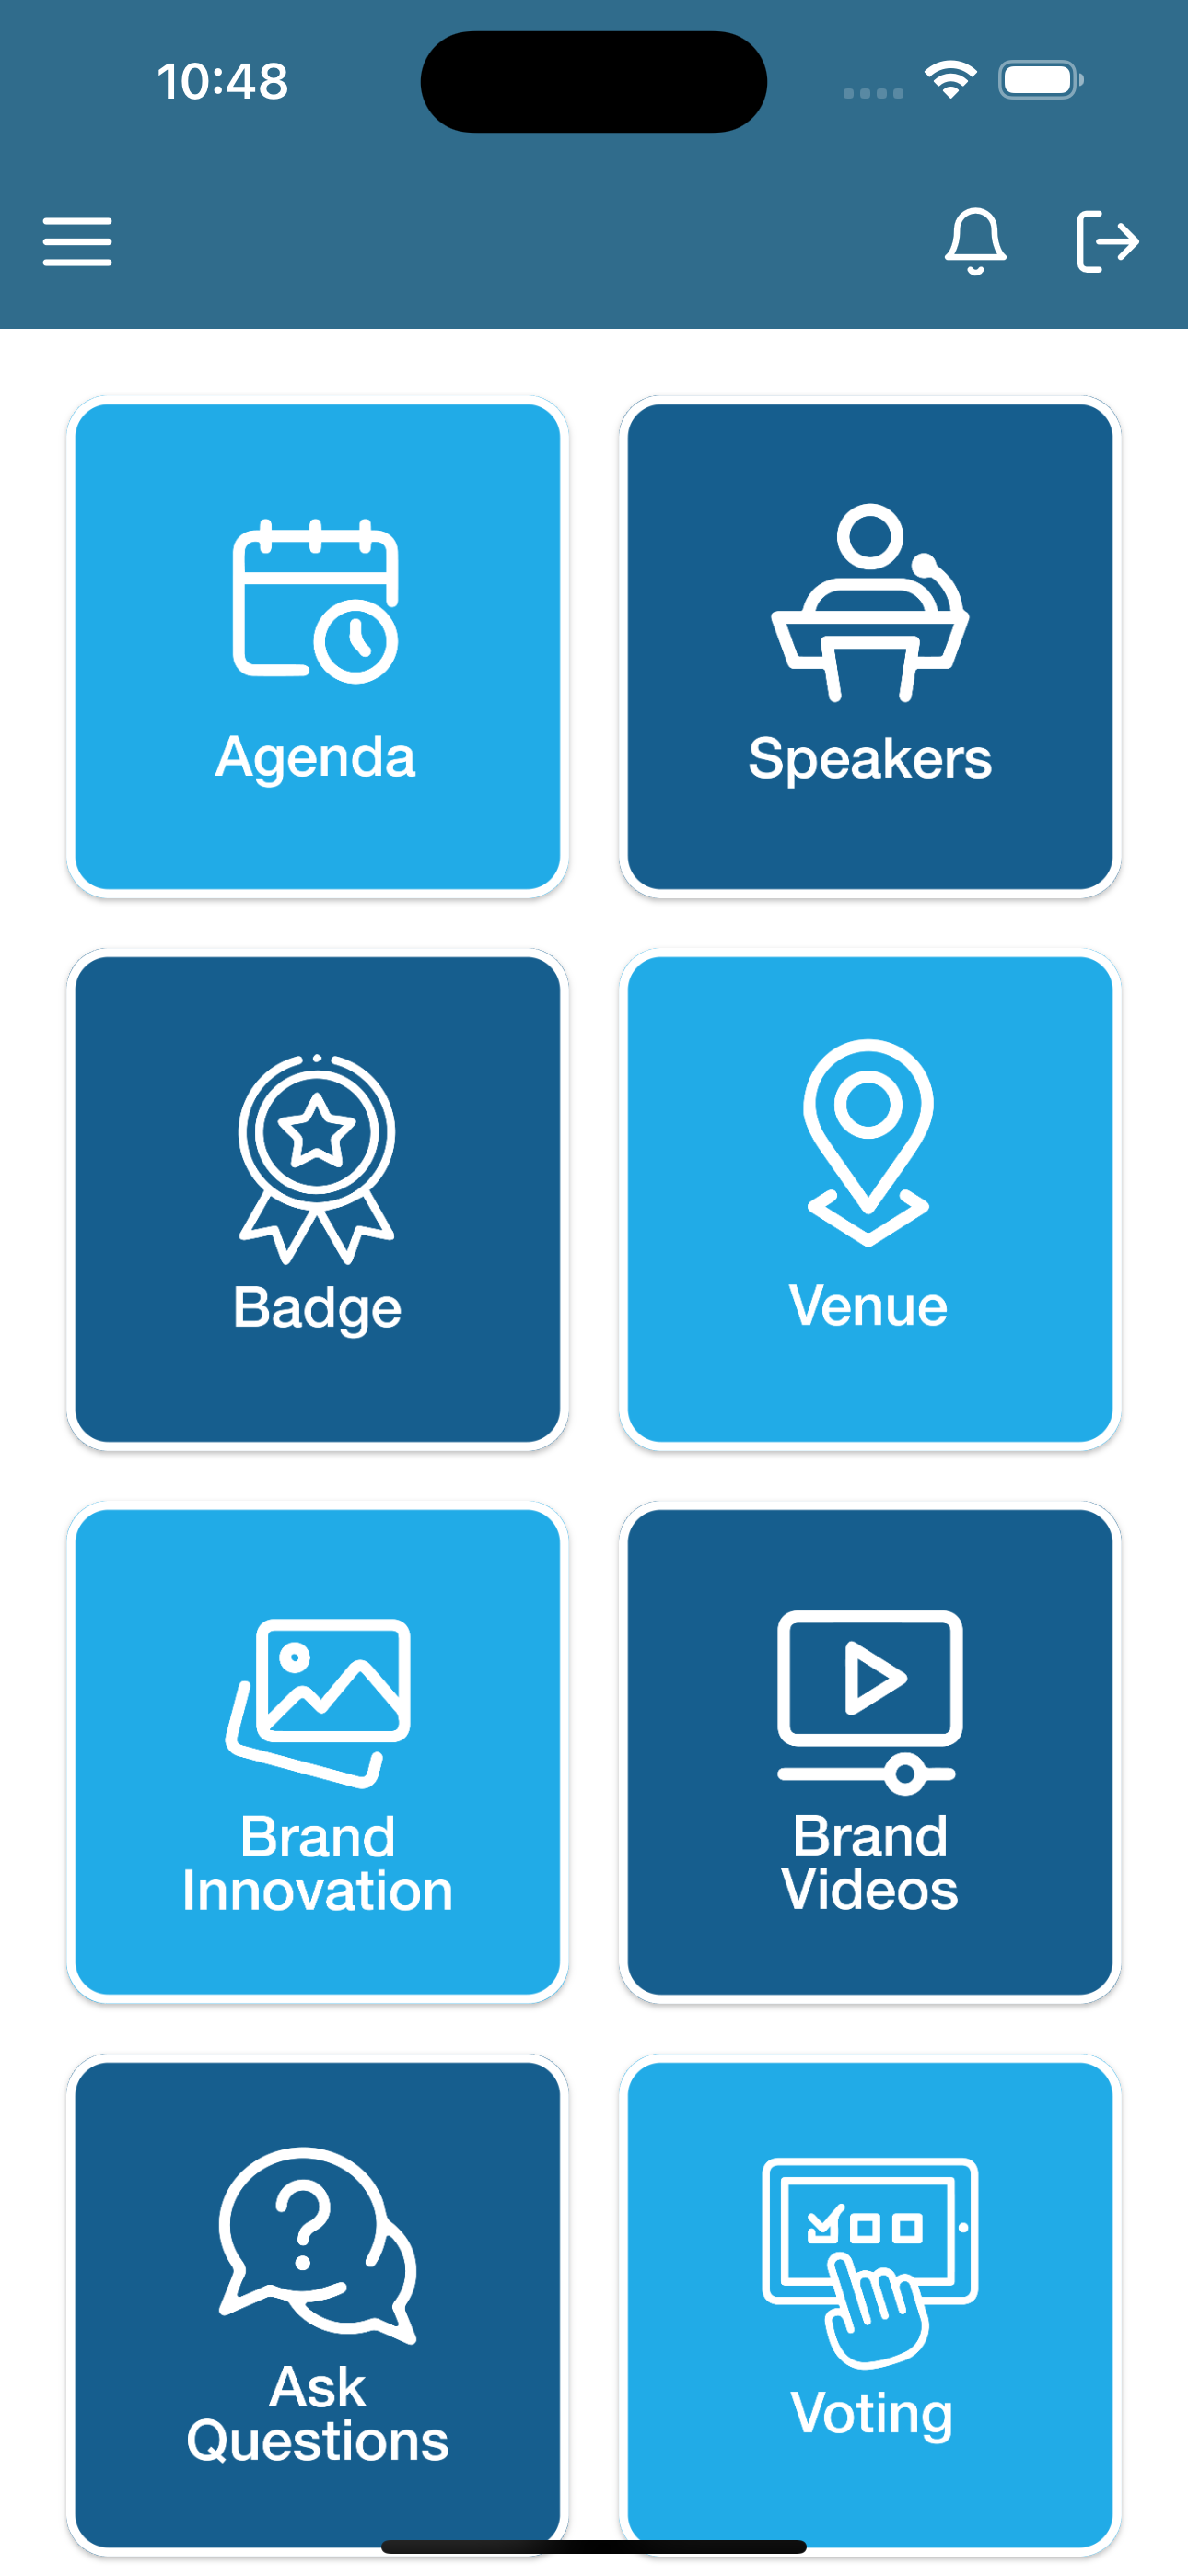 10:48
Agenda
Speakers
Badge
Venue
Brand
Innovation
Brand
Videos
Ask
Questions
Voting